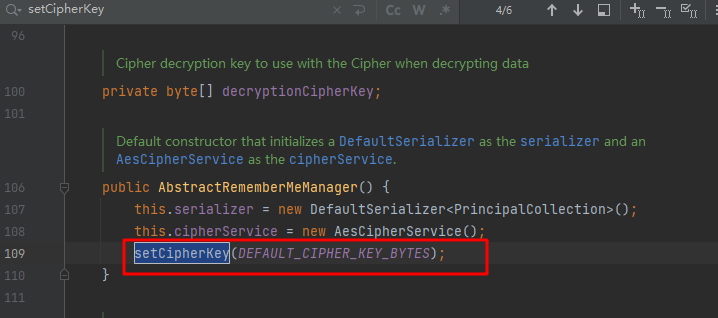 setCipherKey Cc W .* 4/6
96
Cipher decryption key to use with the Cipher when decrypting data
100 private byte[] decryptionCipherKey;
101
Default constructor that initializes a DefaultSerializer as the serializer and an
AesCipherService as the cipherService.
106 public AbstractRememberMeManager() {
107 this.serializer = new DefaultSerializer<PrincipalCollection>();
108 this.cipherService = new AesCipherService();
109 setCipherKey(DEFAULT_CIPHER_KEY_BYTES);
110 }
111